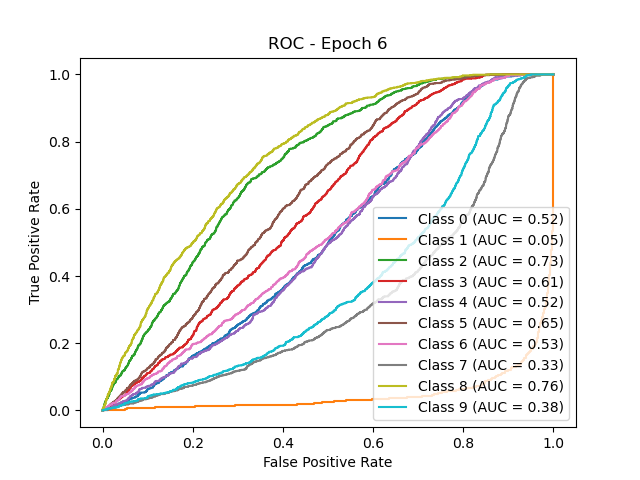 ROC - Epoch 6
True Positive Rate
1.0
0.8
0.6
0.4
0.2
0.0
Class 0 (AUC = 0.52)
Class 1 (AUC = 0.05)
Class 2 (AUC = 0.73)
Class 3 (AUC = 0.61)
Class 4 (AUC = 0.52)
Class 5 (AUC = 0.65)
Class 6 (AUC = 0.53)
Class 7 (AUC = 0.33)
Class 8 (AUC = 0.76)
Class 9 (AUC = 0.38)
0.0 0.2 0.4 0.6 0.8 1.0
False Positive Rate